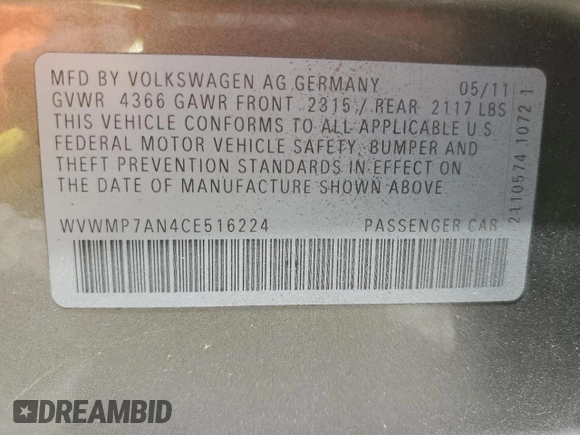 MFD BY VOLKSWAGEN AG GERMANY 05/11
GVWR 4366 GAWR FRONT 2315 / REAR 2117 LBS
THIS VEHICLE CONFORMS TO ALL APPLICABLE U.S
FEDERAL MOTOR VEHICLE SAFETY, BUMPER AND
THEFT PREVENTION STANDARDS IN EFFECT ON
THE DATE OF MANUFACTURE SHOWN ABOVE
WVWMP7AN4CE516224 PASSENGER CAR
2110574 1072 1
DREAMBID